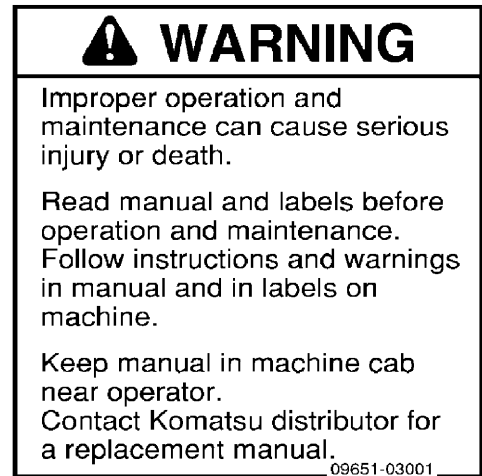 WARNING
Improper operation and
maintenance can cause serious
injury or death.
Read manual and labels before
operation and maintenance.
Follow instructions and warnings
in manual and in labels on
machine.
Keep manual in machine cab
near operator.
Contact Komatsu distributor for
a replacement manual.
09651-03001